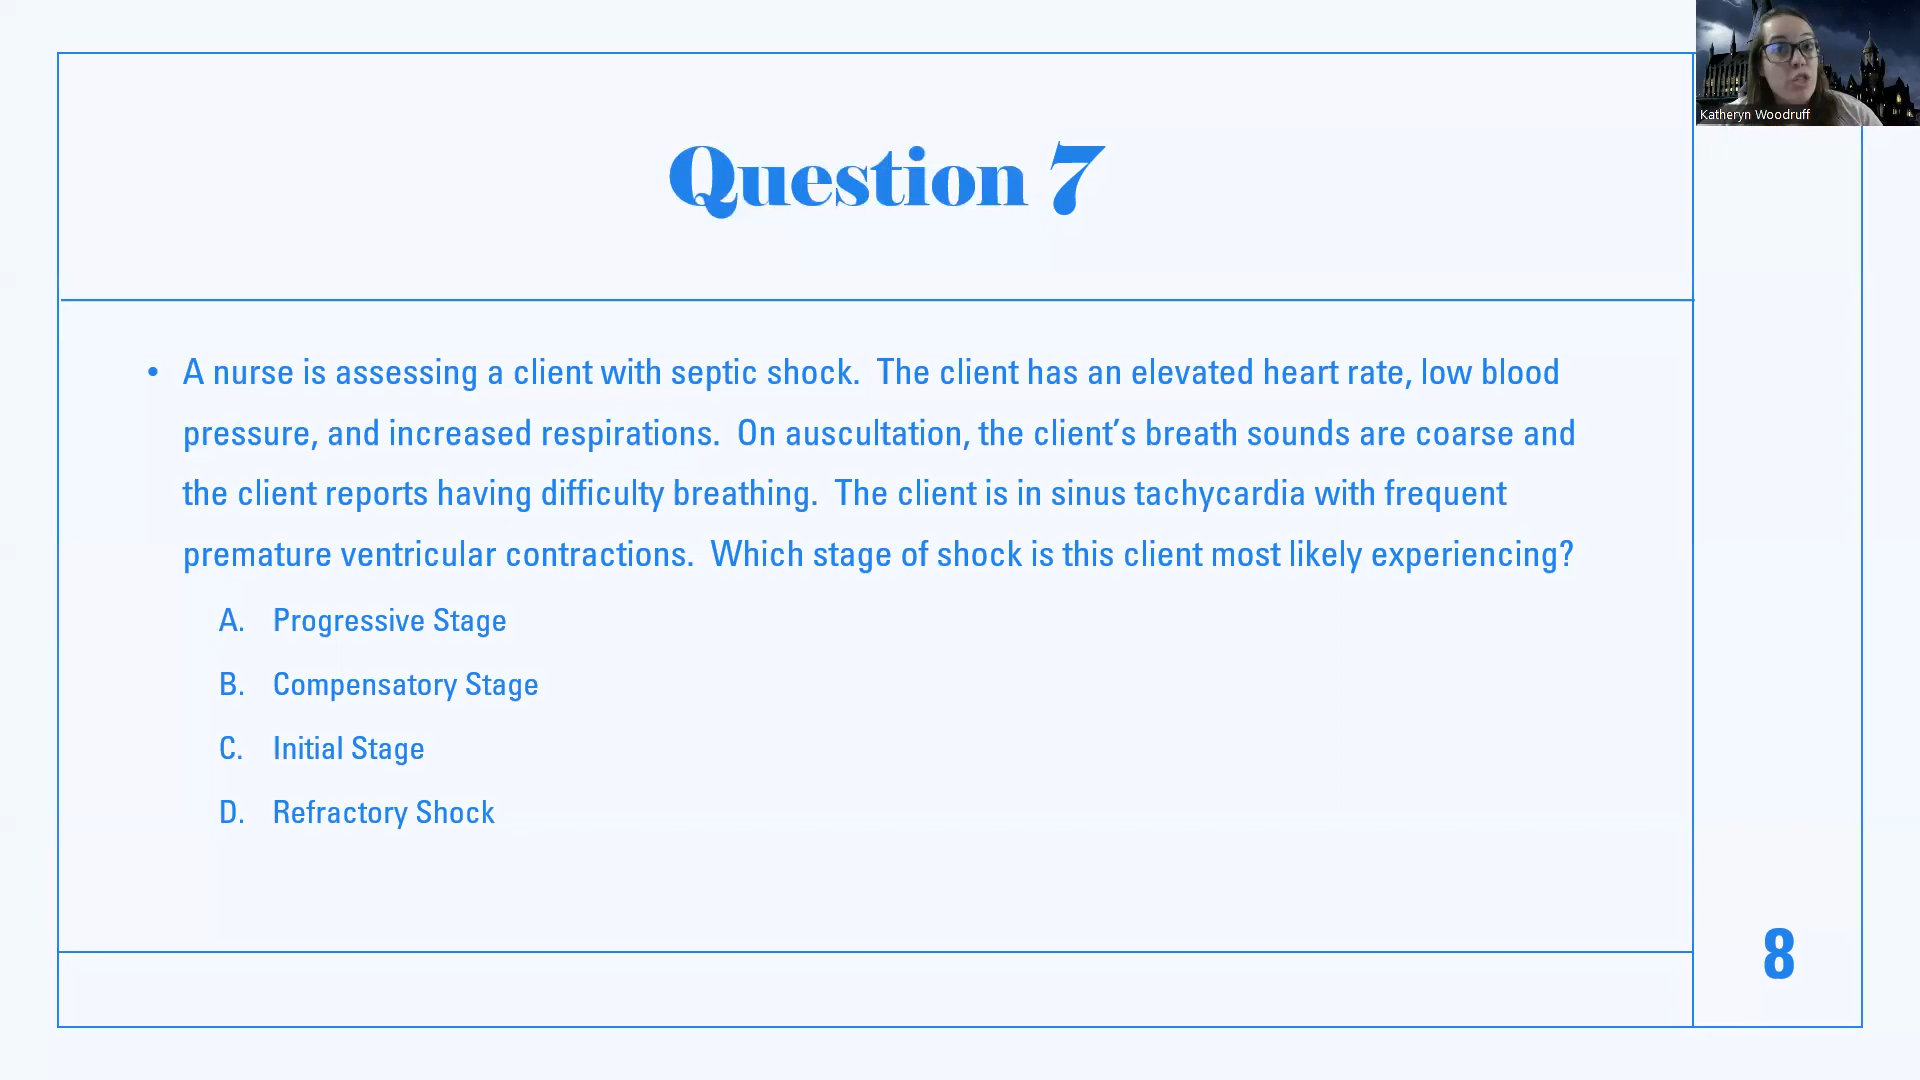 Katheryn Woodruff
Question 7
• A nurse is assessing a client with septic shock.  The client has an elevated heart rate, low blood
pressure, and increased respirations.  On auscultation, the client’s breath sounds are coarse and
the client reports having difficulty breathing.  The client is in sinus tachycardia with frequent
premature ventricular contractions.  Which stage of shock is this client most likely experiencing?
A. Progressive Stage
B. Compensatory Stage
C. Initial Stage
D. Refractory Shock
8